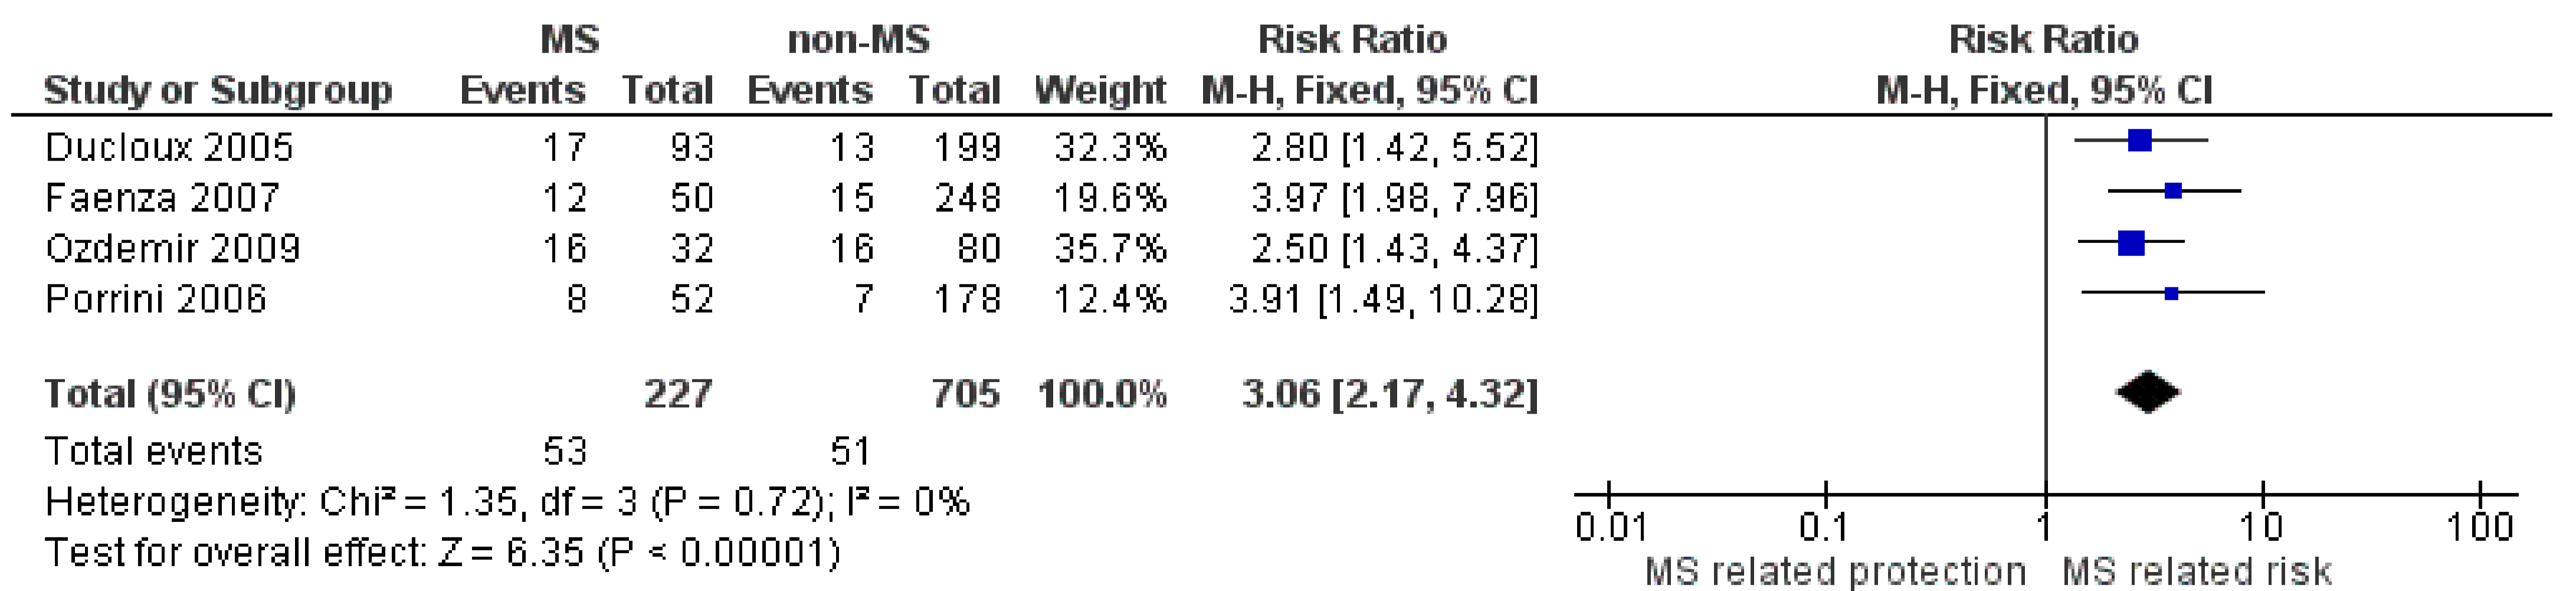 MS non-MS Risk Ratio Risk Ratio
Study or Subgroup Events Total Events Total Weight M-H, Fixed, 95% CI M-H, Fixed, 95% CI
Ducloux 2005 17 93 13 199 32.3% 2.80 [1.42, 5.52]
Faenza 2007 12 50 15 248 19.6% 3.97 [1.98, 7.96]
Ozdemir 2009 16 32 16 80 35.7% 2.50 [1.43, 4.37]
Porrini 2006 8 52 7 178 12.4% 3.91 [1.49, 10.28]
Total (95% CI) 227 705 100.0% 3.06 [2.17, 4.32]
Total events 53 51
Heterogeneity: Chi² = 1.35, df = 3 (P = 0.72); I² = 0%
Test for overall effect: Z = 6.35 (P < 0.00001)
0.01 0.1 1 10 100
MS related protection MS related risk